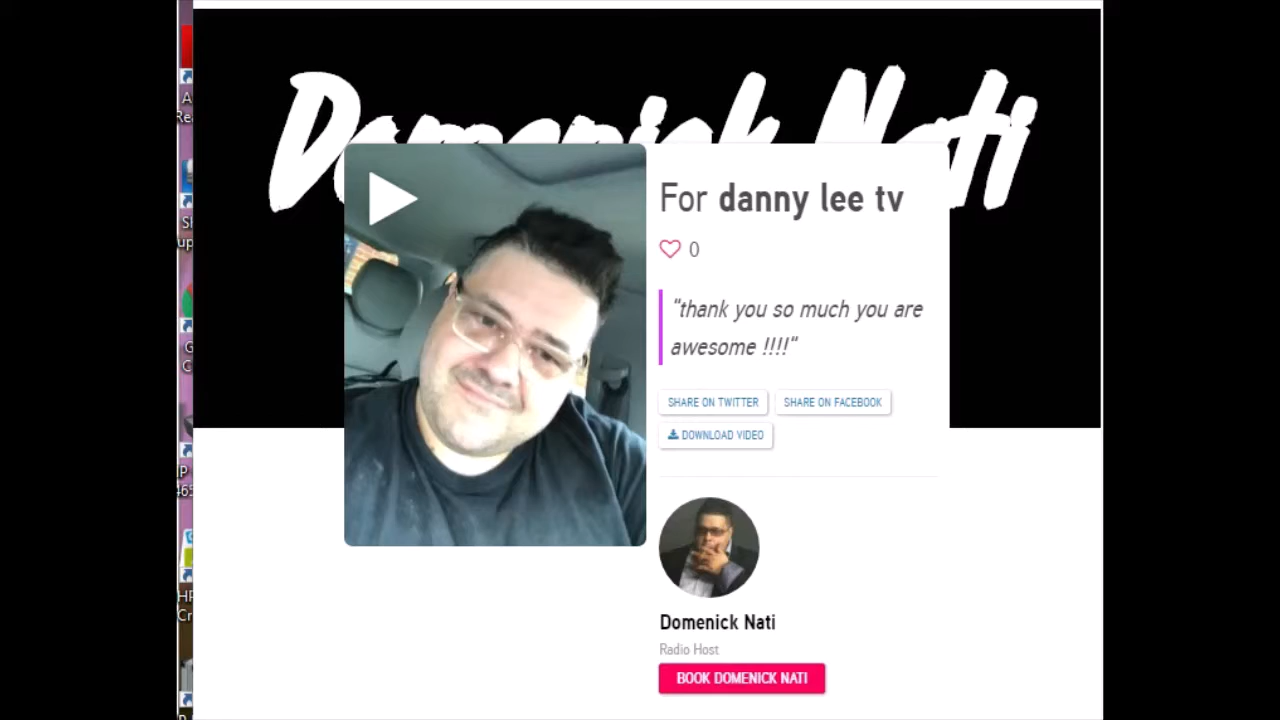 Domenick Nati
For danny lee tv
0
"thank you so much you are
awesome !!!!"
SHARE ON TWITTER
SHARE ON FACEBOOK
DOWNLOAD VIDEO
Domenick Nati
Radio Host
BOOK DOMENICK NATI